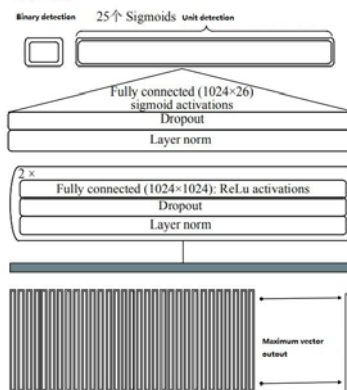 Binary detection
25个 Sigmoids Unit detection
Fully connected (1024×26)
sigmoid activations
Dropout
Layer norm
2 ×
Fully connected (1024×1024): ReLu activations
Dropout
Layer norm
Maximum vector
outout